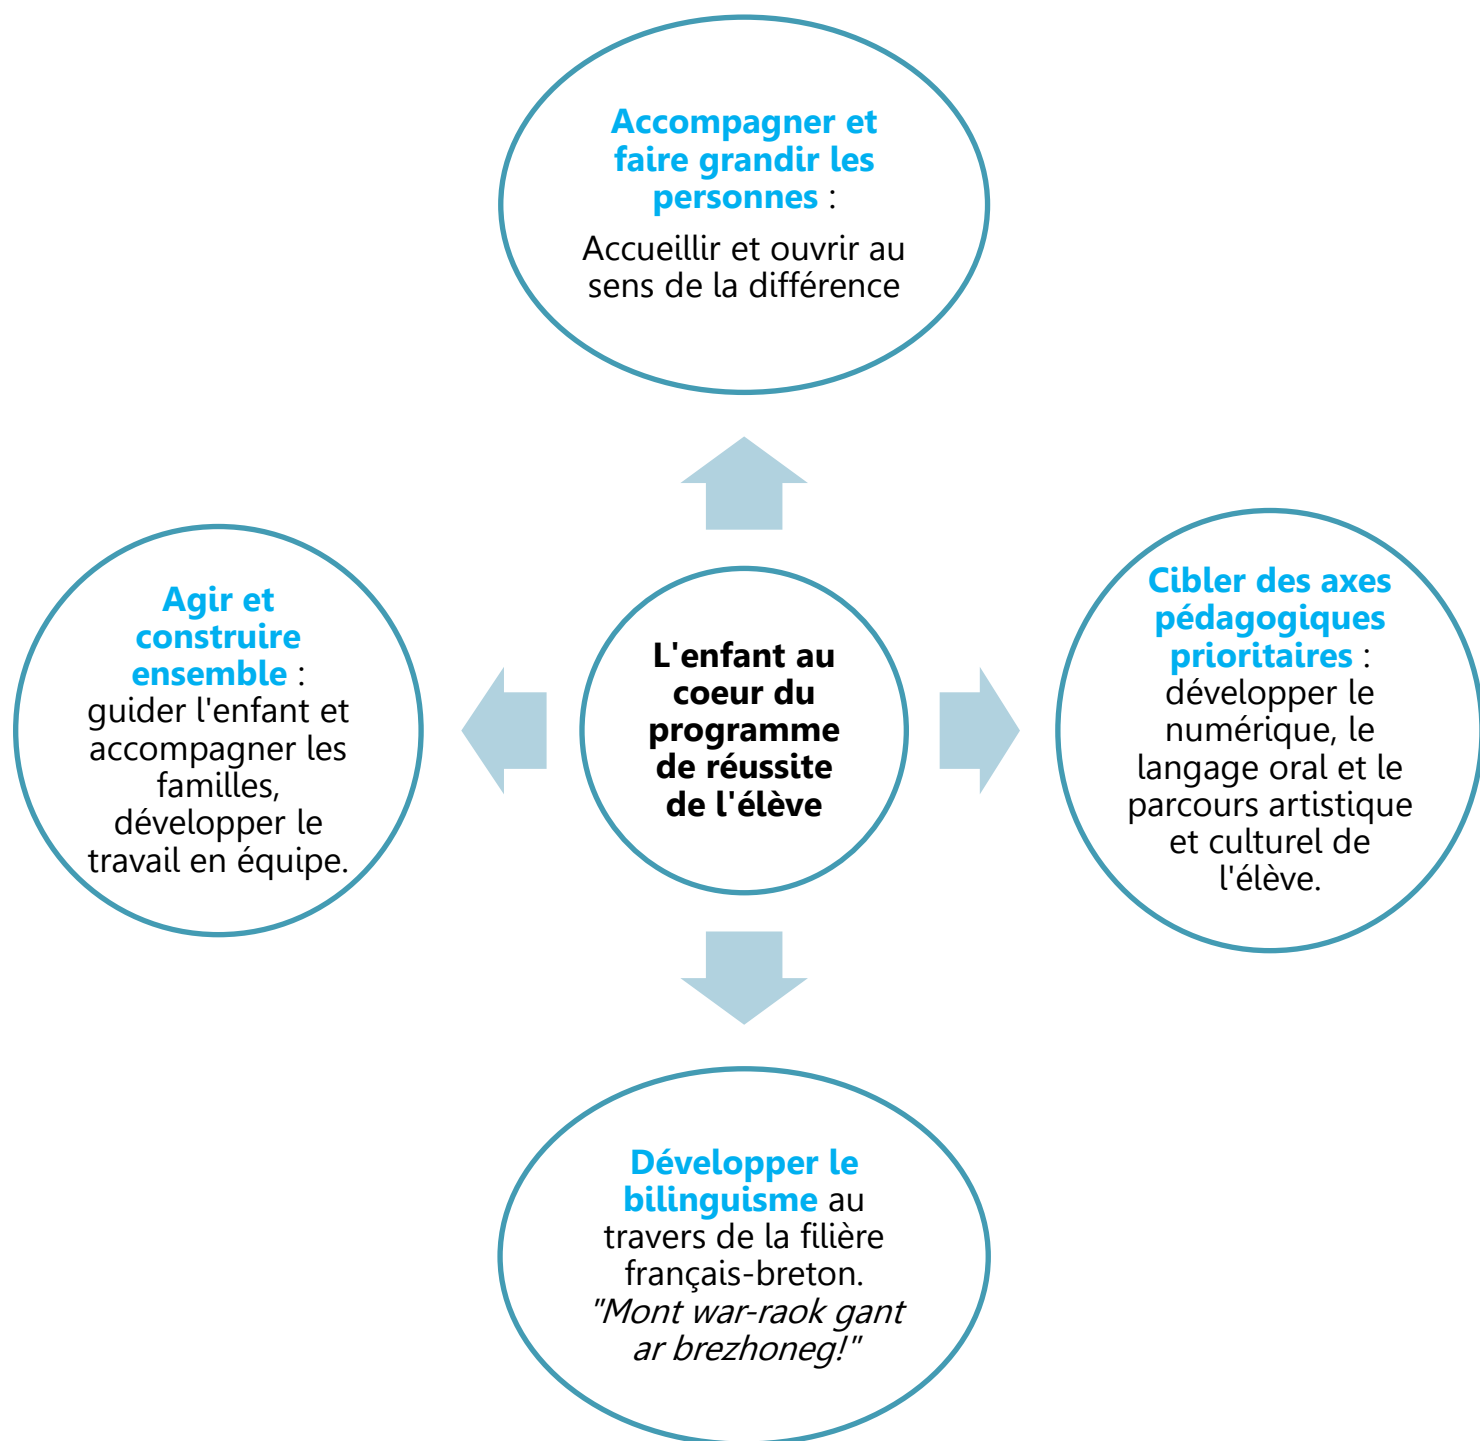 Accompagner et
faire grandir les
personnes :
Accueillir et ouvrir au
sens de la différence
Agir et
construire
ensemble :
guider l'enfant et
accompagner les
familles,
développer le
travail en équipe.
L'enfant au
coeur du
programme
de réussite
de l'élève
Cibler des axes
pédagogiques
prioritaires :
développer le
numérique, le
langage oral et le
parcours artistique
et culturel de
l'élève.
Développer le
bilinguisme au
travers de la filière
français-breton.
"Mont war-raok gant
ar brezhoneg!"